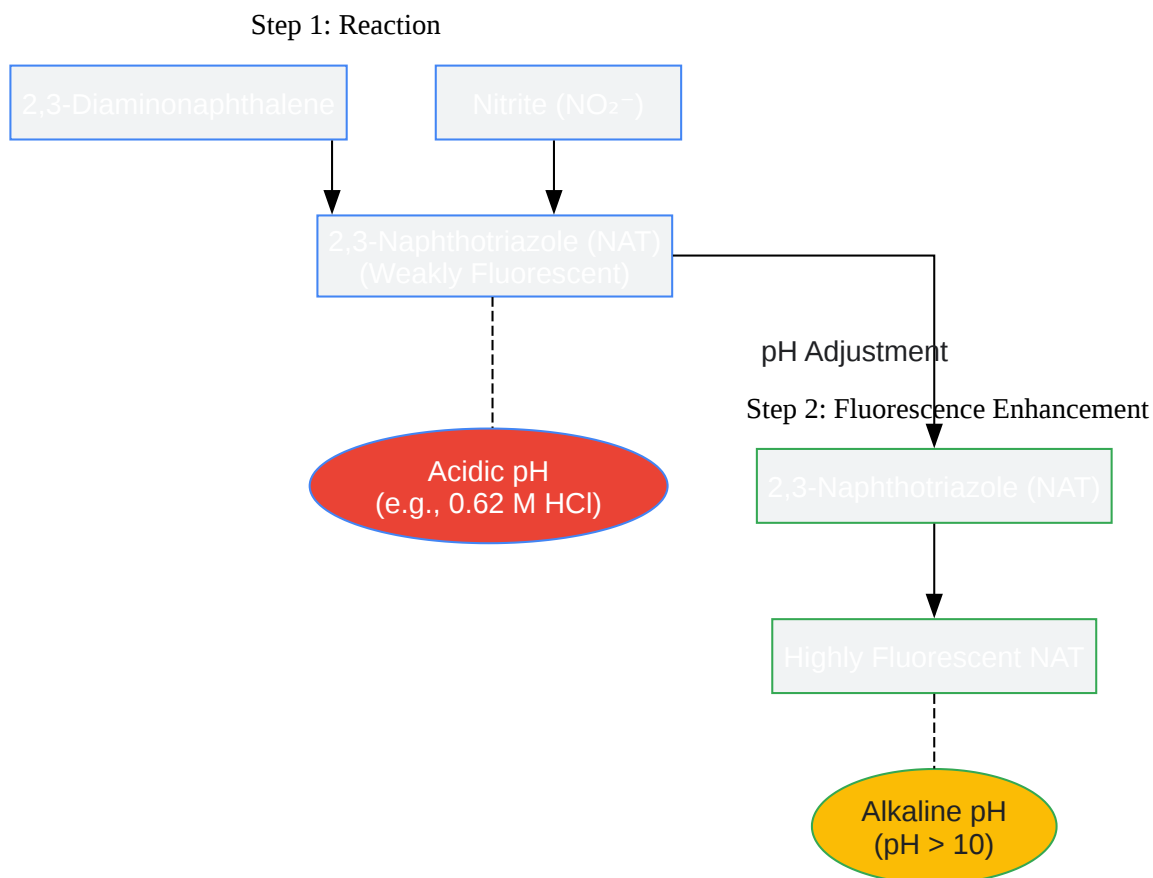 Step 1: Reaction
2,3-Diaminonaphthalene
Nitrite (NO₂⁻)
2,3-Naphthotriazole (NAT)
(Weakly Fluorescent)
pH Adjustment
Step 2: Fluorescence Enhancement
Acidic pH
(e.g., 0.62 M HCl)
2,3-Naphthotriazole (NAT)
Highly Fluorescent NAT
Alkaline pH
(pH > 10)